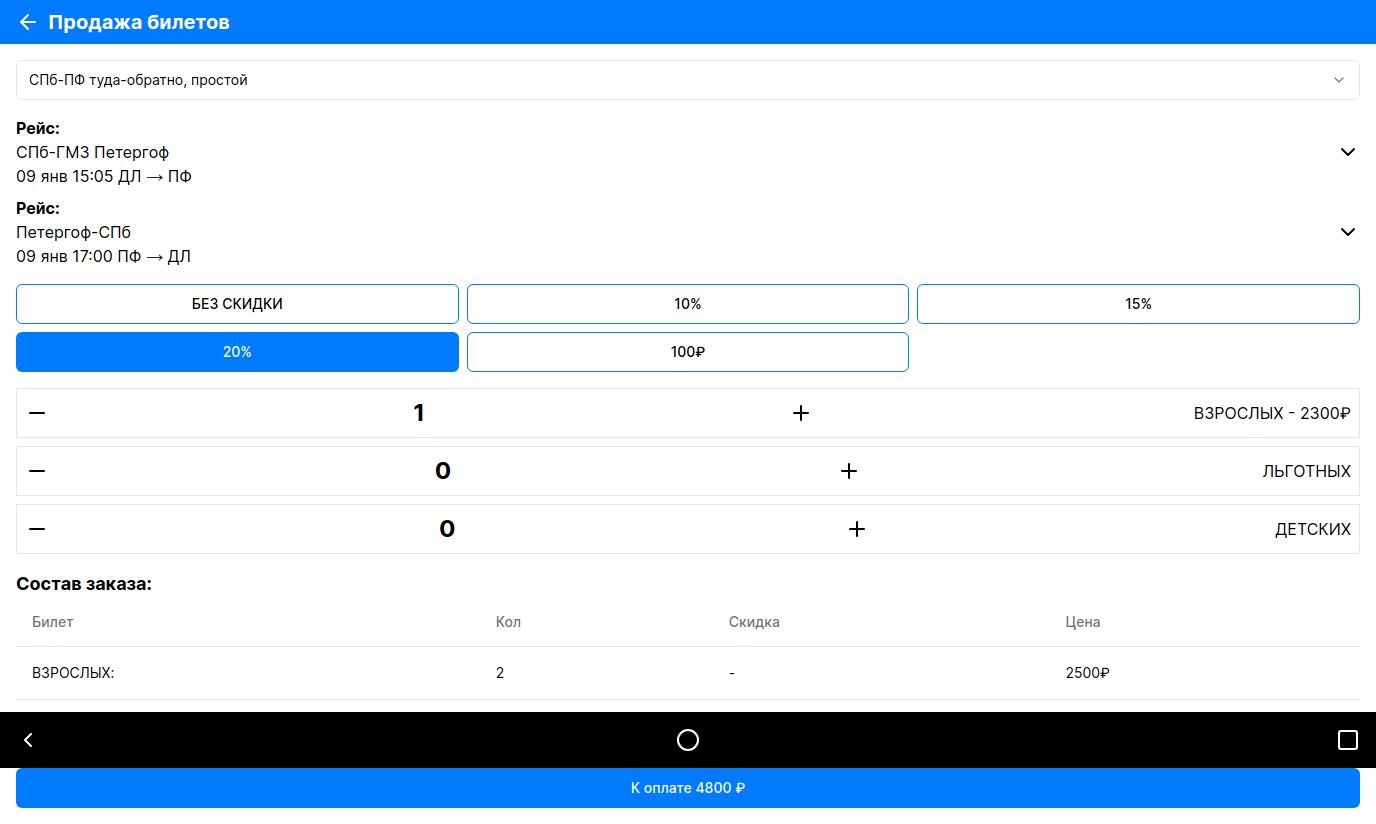 Продажа билетов
СПб-ПФ туда-обратно, простой
Рейс:
СПб-ГМЗ Петергоф
09 янв 15:05 ДЛ → ПФ
Рейс:
Петергоф-СПб
09 янв 17:00 ПФ → ДЛ
БЕЗ СКИДКИ 10% 15%
20% 100₽
1 ВЗРОСЛЫХ - 2300₽
0 ЛЬГОТНЫХ
0 ДЕТСКИХ
Состав заказа:
Билет Кол Скидка Цена
ВЗРОСЛЫХ: 2 - 2500₽
К оплате 4800 ₽